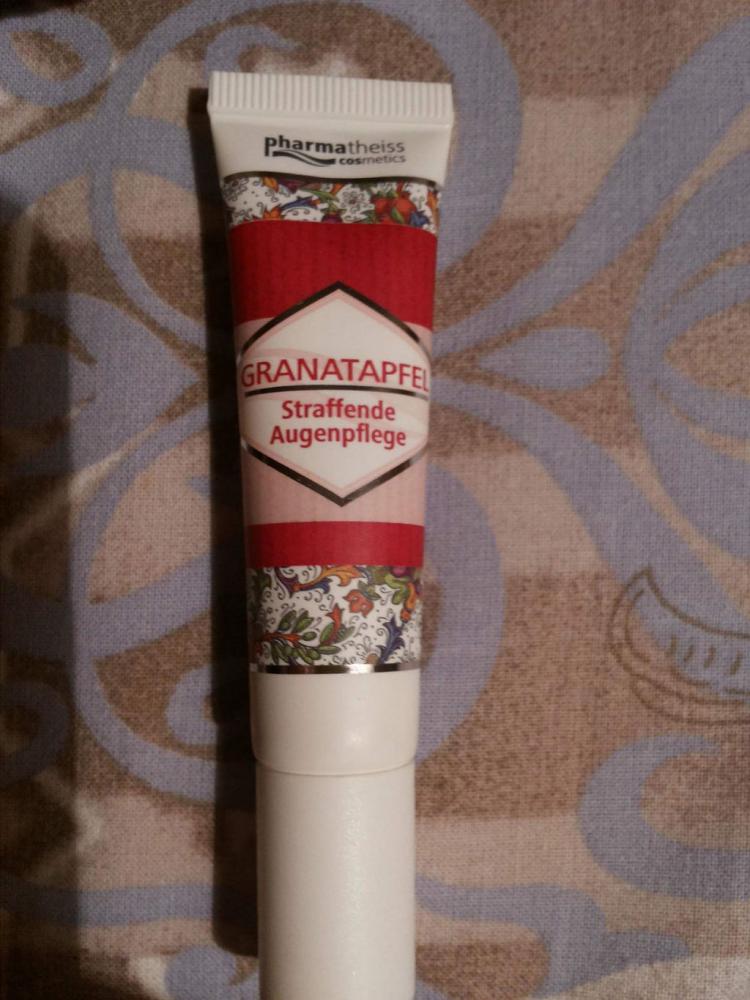 pharmatheiss
cosmetics
GRANATAPFEL
Straffende
Augenpflege